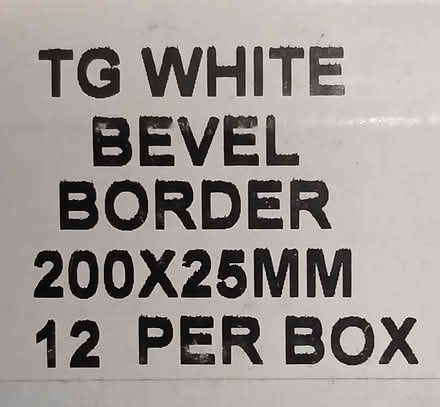 TG WHITE
BEVEL
BORDER
200X25MM
12 PER BOX